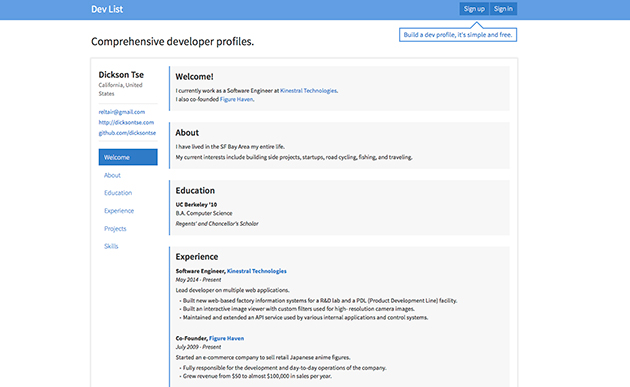 Dev List
Sign up
Sign in
Build a dev profile, it's simple and free.
Comprehensive developer profiles.
Dickson Tse
California, United
States
reltair@gmail.com
http://dicksontse.com
github.com/dicksontse
Welcome
About
Education
Experience
Projects
Skills
Welcome!
I currently work as a Software Engineer at Kinestral Technologies.
I also co-founded Figure Haven.
About
I have lived in the SF Bay Area my entire life.
My current interests include building side projects, startups, road cycling, fishing, and traveling.
Education
UC Berkeley '10
B.A. Computer Science
Regents' and Chancellor's Scholar
Experience
Software Engineer, Kinestral Technologies
May 2014 - Present
Lead developer on multiple web applications.
• Built new web-based factory information systems for a R&D lab and a PDL (Product Development Line) facility.
• Built an interactive image viewer with custom filters used for high- resolution camera images.
• Maintained and extended an API service used by various internal applications and control systems.
Co-Founder, Figure Haven
July 2009 - Present
Started an e-commerce company to sell retail Japanese anime figures.
• Fully responsible for the development and day-to-day operations of the company.
• Grew revenue from $50 to almost $100,000 in sales per year.